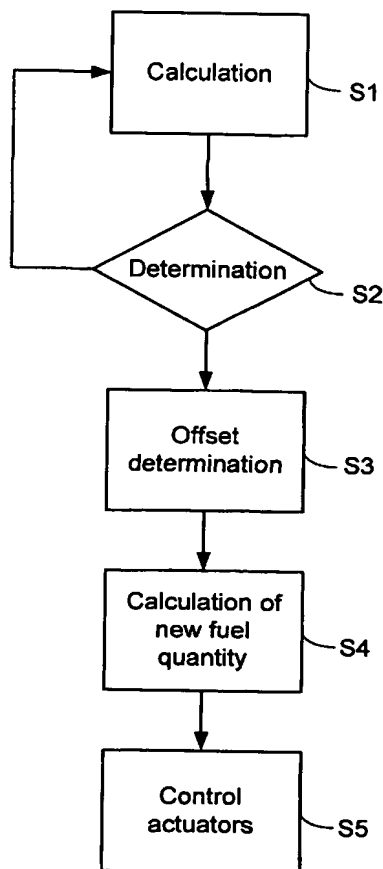 Calculation
S1
Determination
S2
Offset
determination
S3
Calculation of
new fuel
quantity
S4
Control
actuators
S5